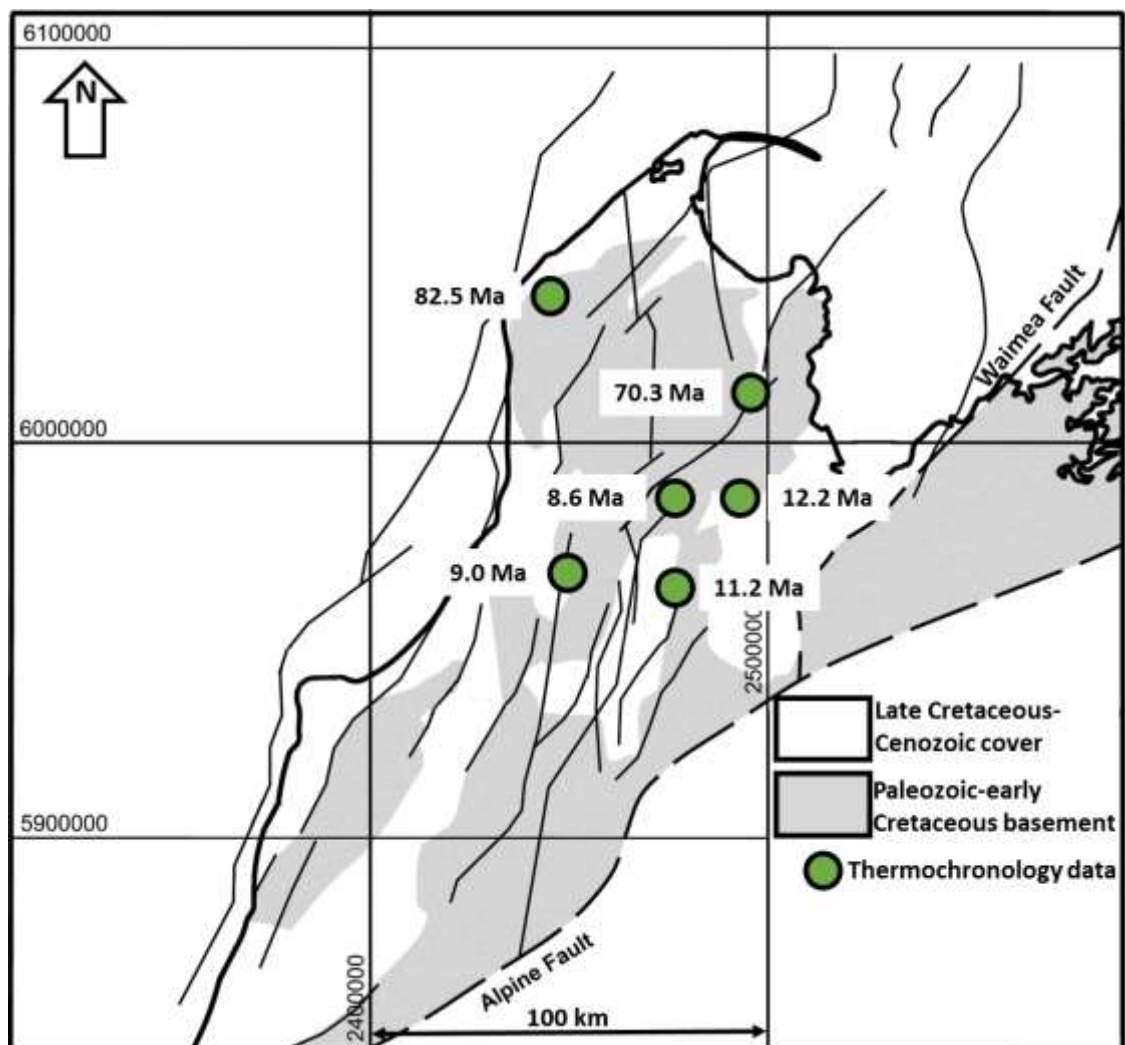 6100000
N
Waimea Fault
82.5 Ma
70.3 Ma
6000000
8.6 Ma
12.2 Ma
9.0 Ma
11.2 Ma
2500000
Late Cretaceous-
Cenozoic cover
Paleozoic-early
Cretaceous basement
5900000
Thermochronology data
Alpine Fault
2400000
100 km